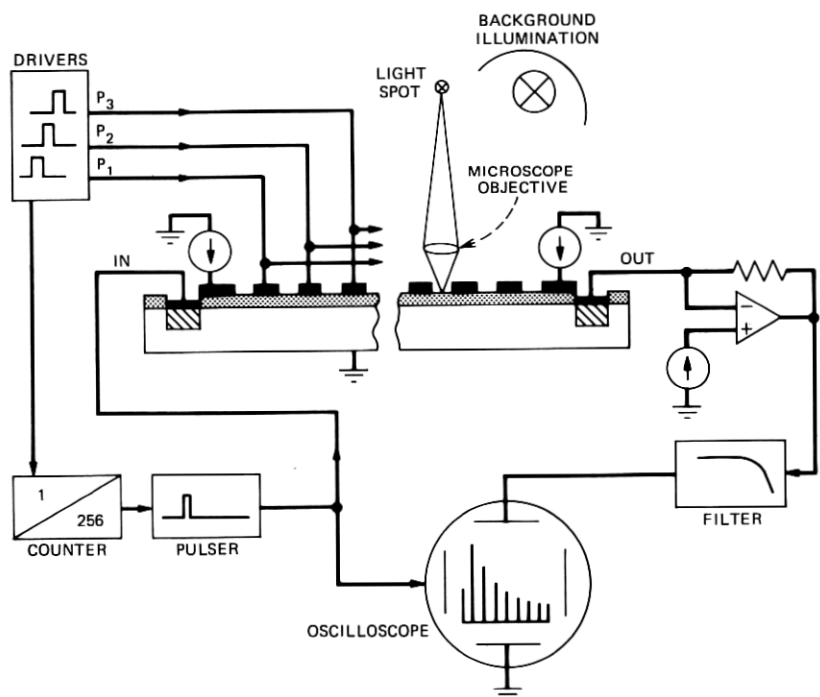 BACKGROUND
ILLUMINATION
DRIVERS
LIGHT
SPOT
P3
P2
P1
MICROSCOPE
OBJECTIVE
IN
OUT
−
+
1
256
COUNTER
PULSER
FILTER
OSCILLOSCOPE